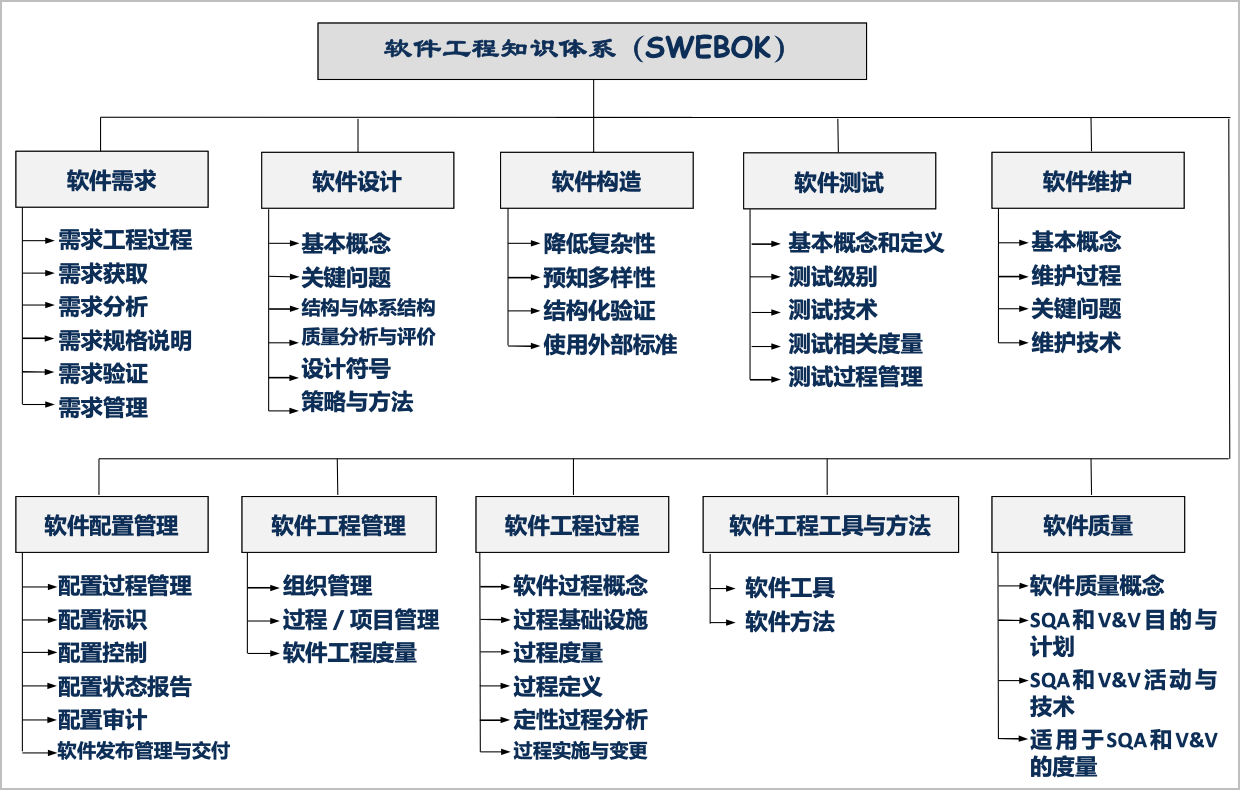 软件工程知识体系（SWEBOK）
软件需求
需求工程过程
需求获取
需求分析
需求规格说明
需求验证
需求管理
软件设计
基本概念
关键问题
结构与体系结构
质量分析与评价
设计符号
策略与方法
软件构造
降低复杂性
预知多样性
结构化验证
使用外部标准
软件测试
基本概念和定义
测试级别
测试技术
测试相关度量
测试过程管理
软件维护
基本概念
维护过程
关键问题
维护技术
软件配置管理
配置过程管理
配置标识
配置控制
配置状态报告
配置审计
软件发布管理与交付
软件工程管理
组织管理
过程 / 项目管理
软件工程度量
软件工程过程
软件过程概念
过程基础设施
过程度量
过程定义
定性过程分析
过程实施与变更
软件工程工具与方法
软件工具
软件方法
软件质量
软件质量概念
SQA和V&V目的与
计划
SQA和V&V活动与
技术
适用于SQA和V&V
的度量